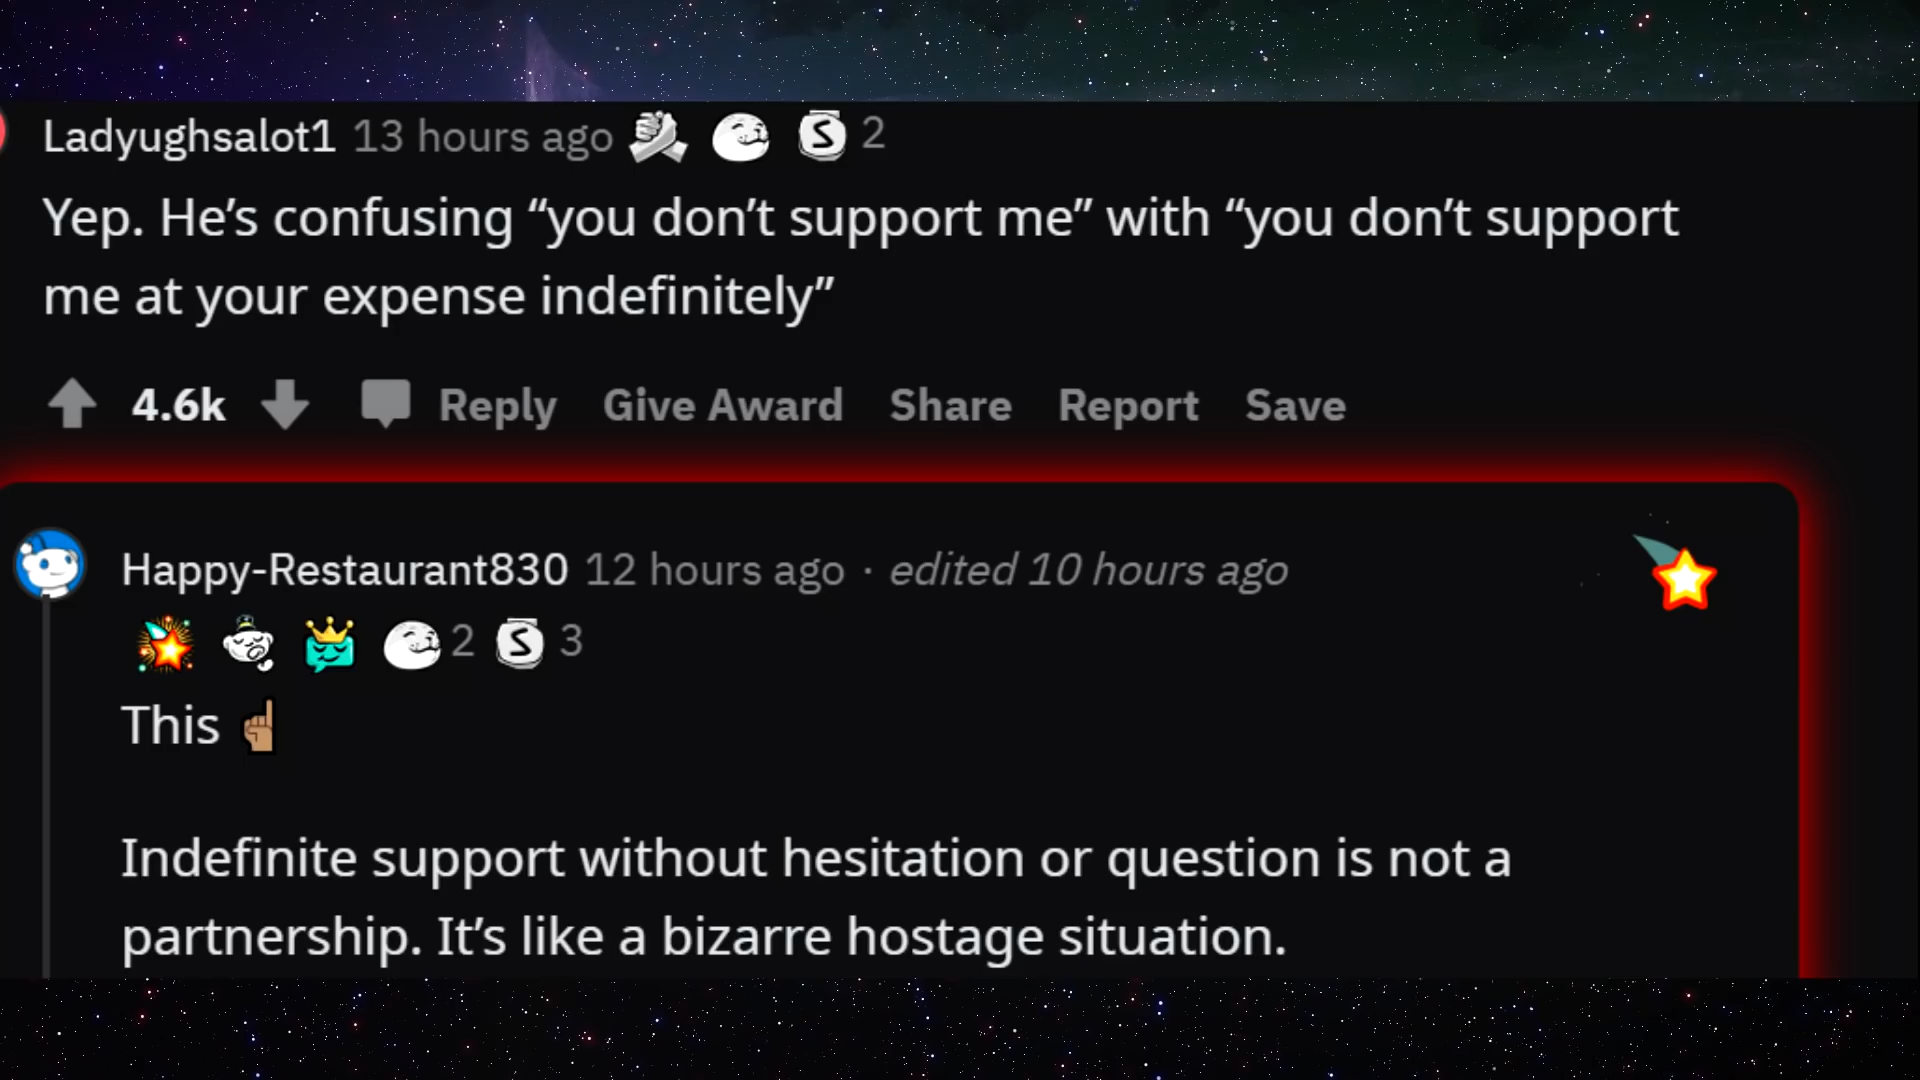 Ladyughsalot1 13 hours ago 2
Yep. He’s confusing “you don’t support me” with “you don’t support
me at your expense indefinitely”
4.6k Reply Give Award Share Report Save
Happy-Restaurant830 12 hours ago · edited 10 hours ago
2 S 3
This ☝🏽
Indefinite support without hesitation or question is not a
partnership. It’s like a bizarre hostage situation.